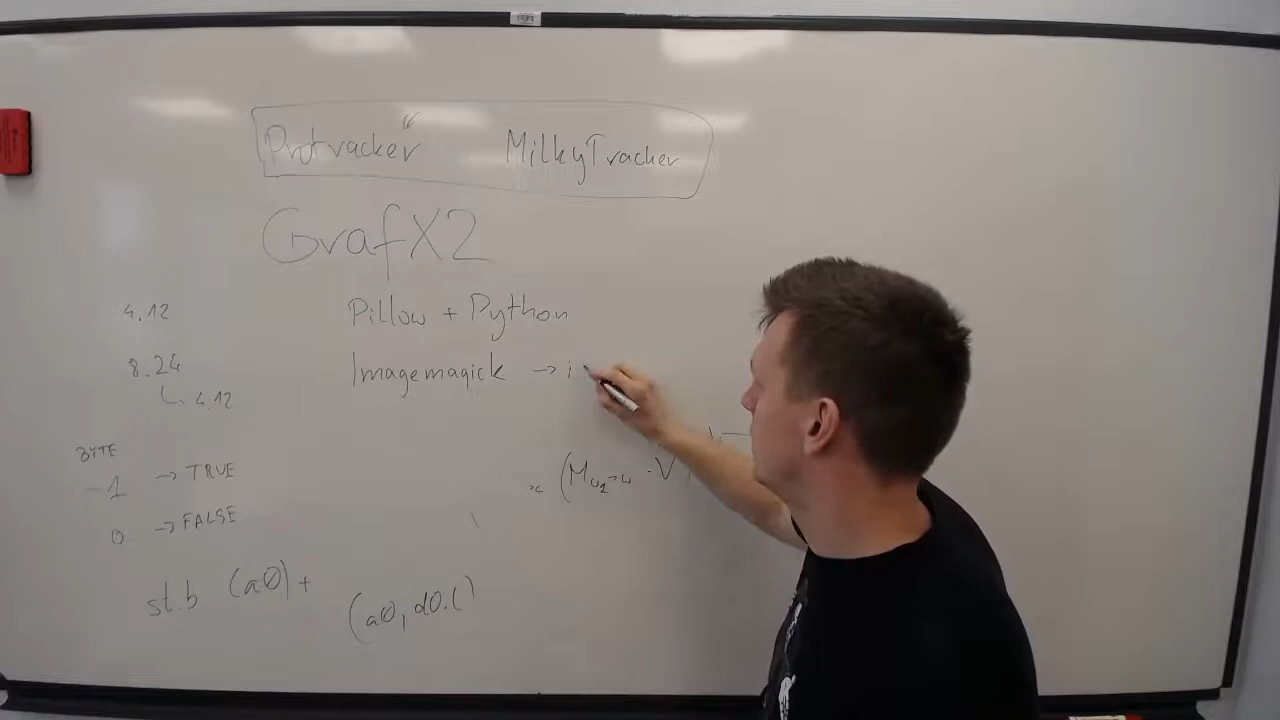 Protracker MilkyTracker
GrafX2
4.12
Pillow + Python
8.24
Imagemagick → i
4.12
BYTE
-1 → TRUE
0 → FALSE
st.b (a0)+
(a0, d0.l)